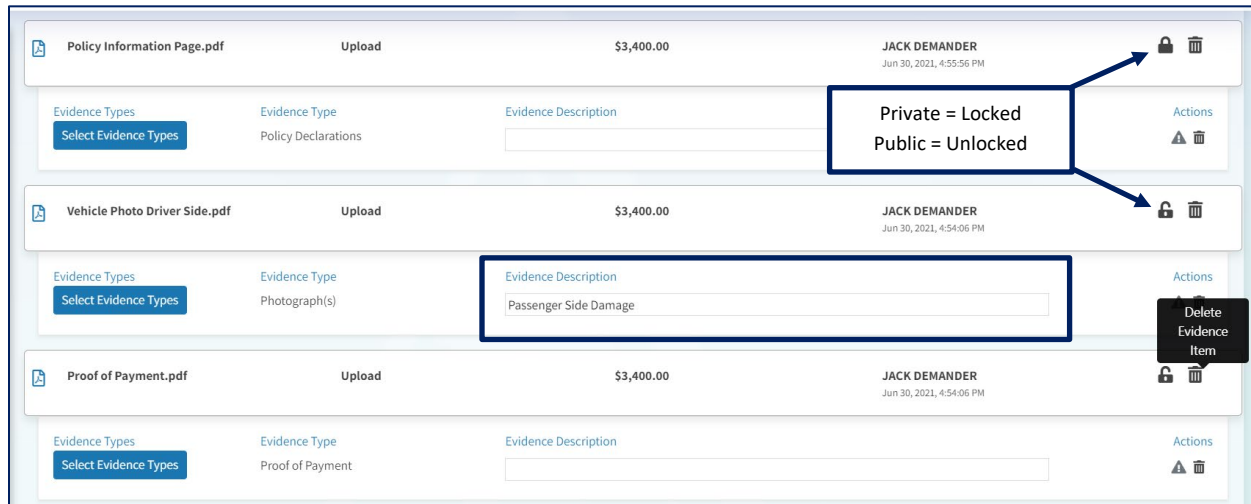 Policy Information Page.pdf Upload $3,400.00 JACK DEMANDER
Jun 30, 2021, 4:55:56 PM
Private = Locked
Public = Unlocked
Evidence Types Evidence Type Evidence Description Actions
Select Evidence Types Policy Declarations
Vehicle Photo Driver Side.pdf Upload $3,400.00 JACK DEMANDER
Jun 30, 2021, 4:54:06 PM
Evidence Types Evidence Type Evidence Description Actions
Select Evidence Types Photograph(s) Passenger Side Damage
Delete
Evidence
Item
Proof of Payment.pdf Upload $3,400.00 JACK DEMANDER
Jun 30, 2021, 4:54:06 PM
Evidence Types Evidence Type Evidence Description Actions
Select Evidence Types Proof of Payment